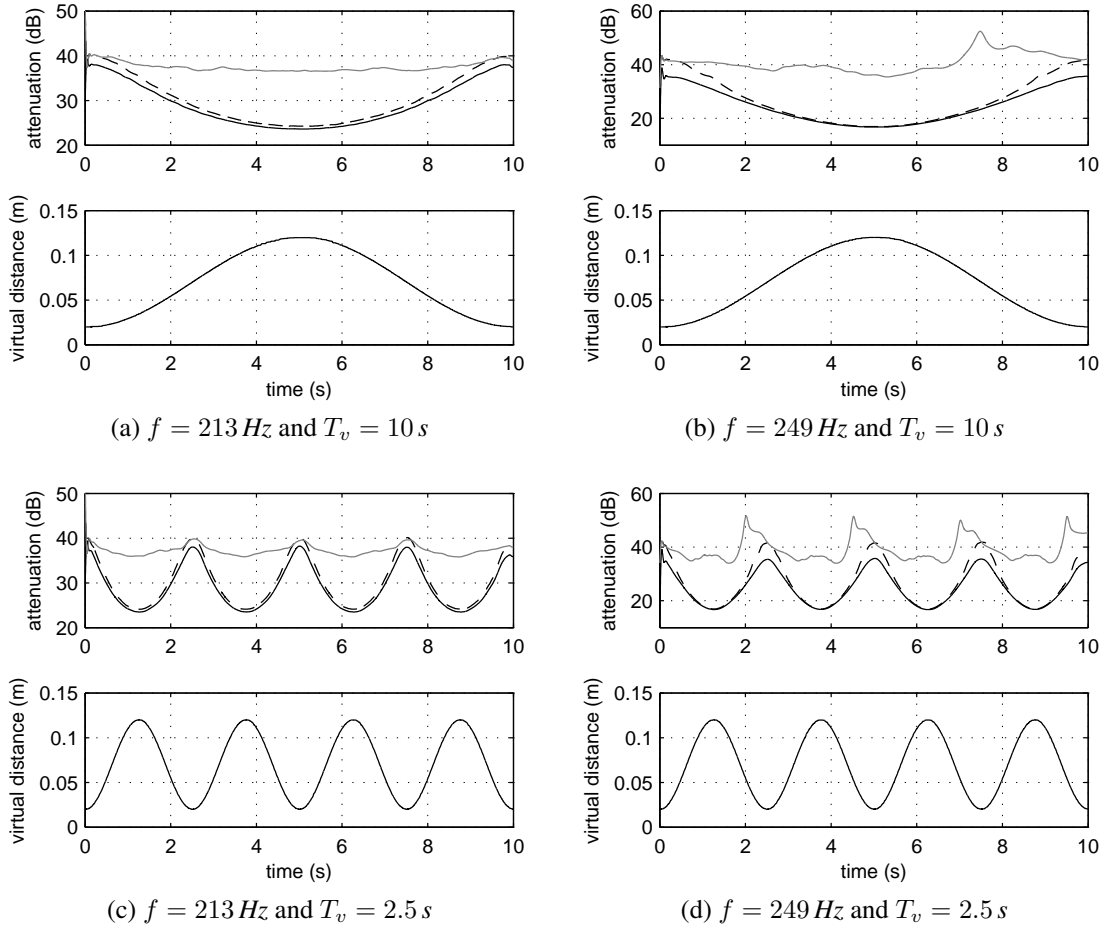 50
40
30
20
attenuation (dB)
0 2 4 6 8 10
0.15
0.1
0.05
0
virtual distance (m)
0 2 4 6 8 10
time (s)
(a) f = 213 Hz and T_v = 10 s
60
40
20
attenuation (dB)
0 2 4 6 8 10
0.15
0.1
0.05
0
virtual distance (m)
0 2 4 6 8 10
time (s)
(b) f = 249 Hz and T_v = 10 s
50
40
30
20
attenuation (dB)
0 2 4 6 8 10
0.15
0.1
0.05
0
virtual distance (m)
0 2 4 6 8 10
time (s)
(c) f = 213 Hz and T_v = 2.5 s
60
40
20
attenuation (dB)
0 2 4 6 8 10
0.15
0.1
0.05
0
virtual distance (m)
0 2 4 6 8 10
time (s)
(d) f = 249 Hz and T_v = 2.5 s